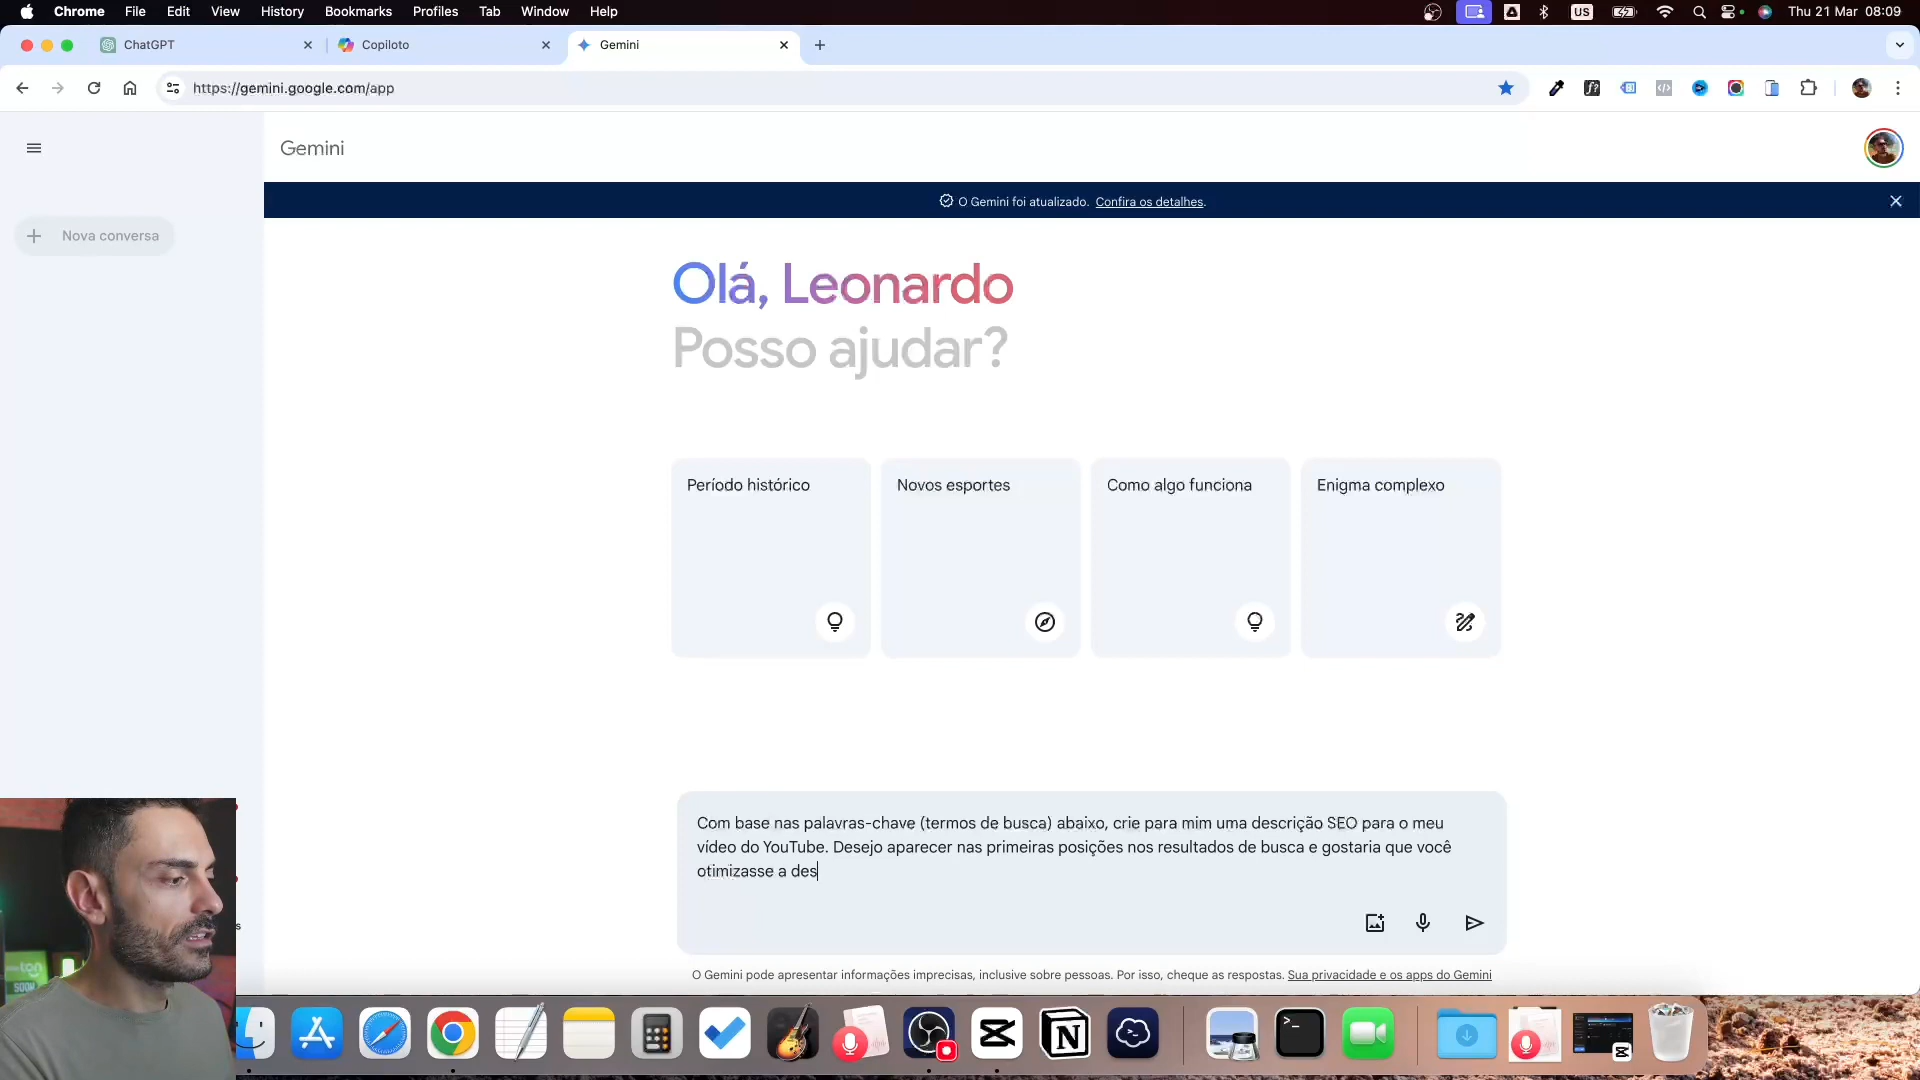 Chrome File Edit View History Bookmarks Profiles Tab Window Help US Thu 21 Mar 08:09
ChatGPT Copiloto Gemini
https://gemini.google.com/app
Gemini
O Gemini foi atualizado. Confira os detalhes.
Nova conversa
Olá, Leonardo
Posso ajudar?
Período histórico Novos esportes Como algo funciona Enigma complexo
Com base nas palavras-chave (termos de busca) abaixo, crie para mim uma descrição SEO para o meu
vídeo do YouTube. Desejo aparecer nas primeiras posições nos resultados de busca e gostaria que você
otimizasse a des
O Gemini pode apresentar informações imprecisas, inclusive sobre pessoas. Por isso, cheque as respostas. Sua privacidade e os apps do Gemini